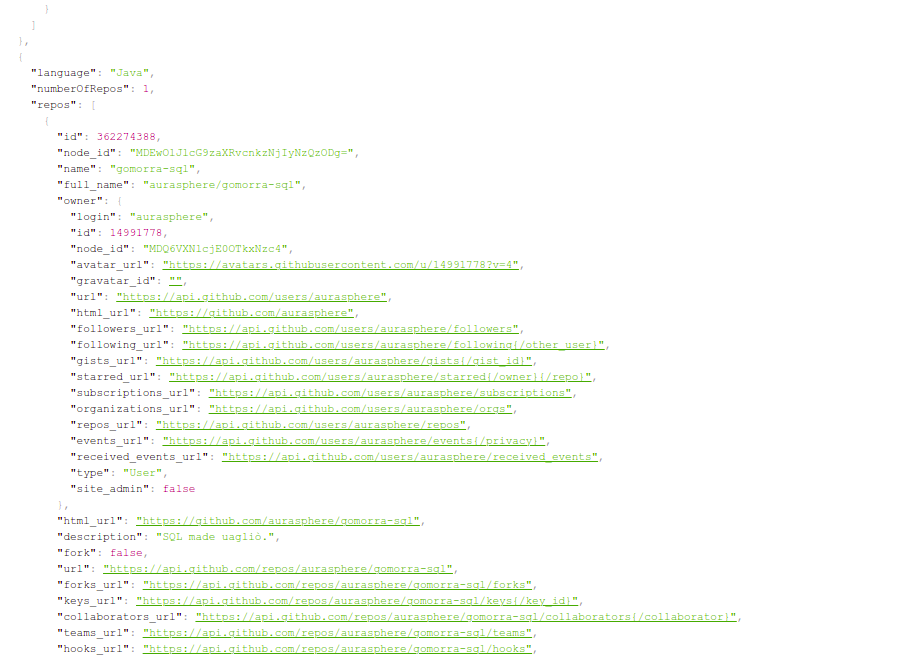 }
]
},
{
"language": "Java",
"numberOfRepos": 1,
"repos": [
{
"id": 362274388,
"node_id": "MDEwOlJlcG9zaXRvcnkzNjIyNzQzODg=",
"name": "gomorra-sql",
"full_name": "aurasphere/gomorra-sql",
"owner": {
"login": "aurasphere",
"id": 14991778,
"node_id": "MDQ6VXNlcjE0OTkxNzc4",
"avatar_url": "https://avatars.githubusercontent.com/u/14991778?v=4",
"gravatar_id": "",
"url": "https://api.github.com/users/aurasphere",
"html_url": "https://github.com/aurasphere",
"followers_url": "https://api.github.com/users/aurasphere/followers",
"following_url": "https://api.github.com/users/aurasphere/following{/other_user}",
"gists_url": "https://api.github.com/users/aurasphere/gists{/gist_id}",
"starred_url": "https://api.github.com/users/aurasphere/starred{/owner}{/repo}",
"subscriptions_url": "https://api.github.com/users/aurasphere/subscriptions",
"organizations_url": "https://api.github.com/users/aurasphere/orgs",
"repos_url": "https://api.github.com/users/aurasphere/repos",
"events_url": "https://api.github.com/users/aurasphere/events{/privacy}",
"received_events_url": "https://api.github.com/users/aurasphere/received_events",
"type": "User",
"site_admin": false
},
"html_url": "https://github.com/aurasphere/gomorra-sql",
"description": "SQL made uagliò.",
"fork": false,
"url": "https://api.github.com/repos/aurasphere/gomorra-sql",
"forks_url": "https://api.github.com/repos/aurasphere/gomorra-sql/forks",
"keys_url": "https://api.github.com/repos/aurasphere/gomorra-sql/keys{/key_id}",
"collaborators_url": "https://api.github.com/repos/aurasphere/gomorra-sql/collaborators{/collaborator}",
"teams_url": "https://api.github.com/repos/aurasphere/gomorra-sql/teams",
"hooks_url": "https://api.github.com/repos/aurasphere/gomorra-sql/hooks",